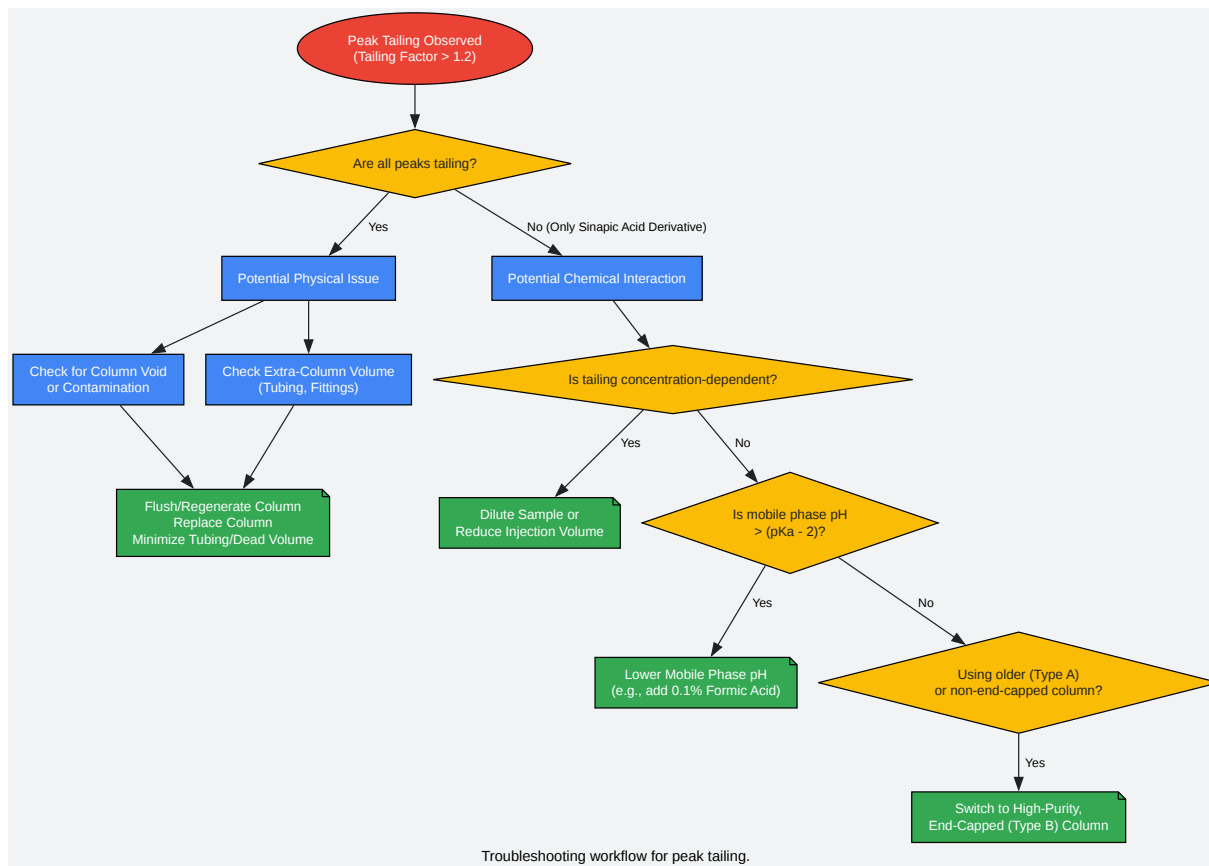 Peak Tailing Observed
(Tailing Factor > 1.2)
Are all peaks tailing?
Yes
No (Only Sinapic Acid Derivative)
Potential Physical Issue
Potential Chemical Interaction
Check for Column Void
or Contamination
Check Extra-Column Volume
(Tubing, Fittings)
Is tailing concentration-dependent?
Yes
No
Flush/Regenerate Column
Replace Column
Minimize Tubing/Dead Volume
Dilute Sample or
Reduce Injection Volume
Is mobile phase pH
> (pKa - 2)?
Yes
No
Lower Mobile Phase pH
(e.g., add 0.1% Formic Acid)
Using older (Type A)
or non-end-capped column?
Yes
Switch to High-Purity,
End-Capped (Type B) Column
Troubleshooting workflow for peak tailing.